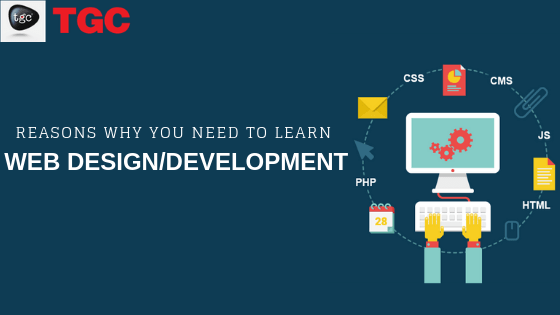 tgc
TGC
REASONS WHY YOU NEED TO LEARN
WEB DESIGN/DEVELOPMENT
CSS
CMS
JS
PHP
HTML
28